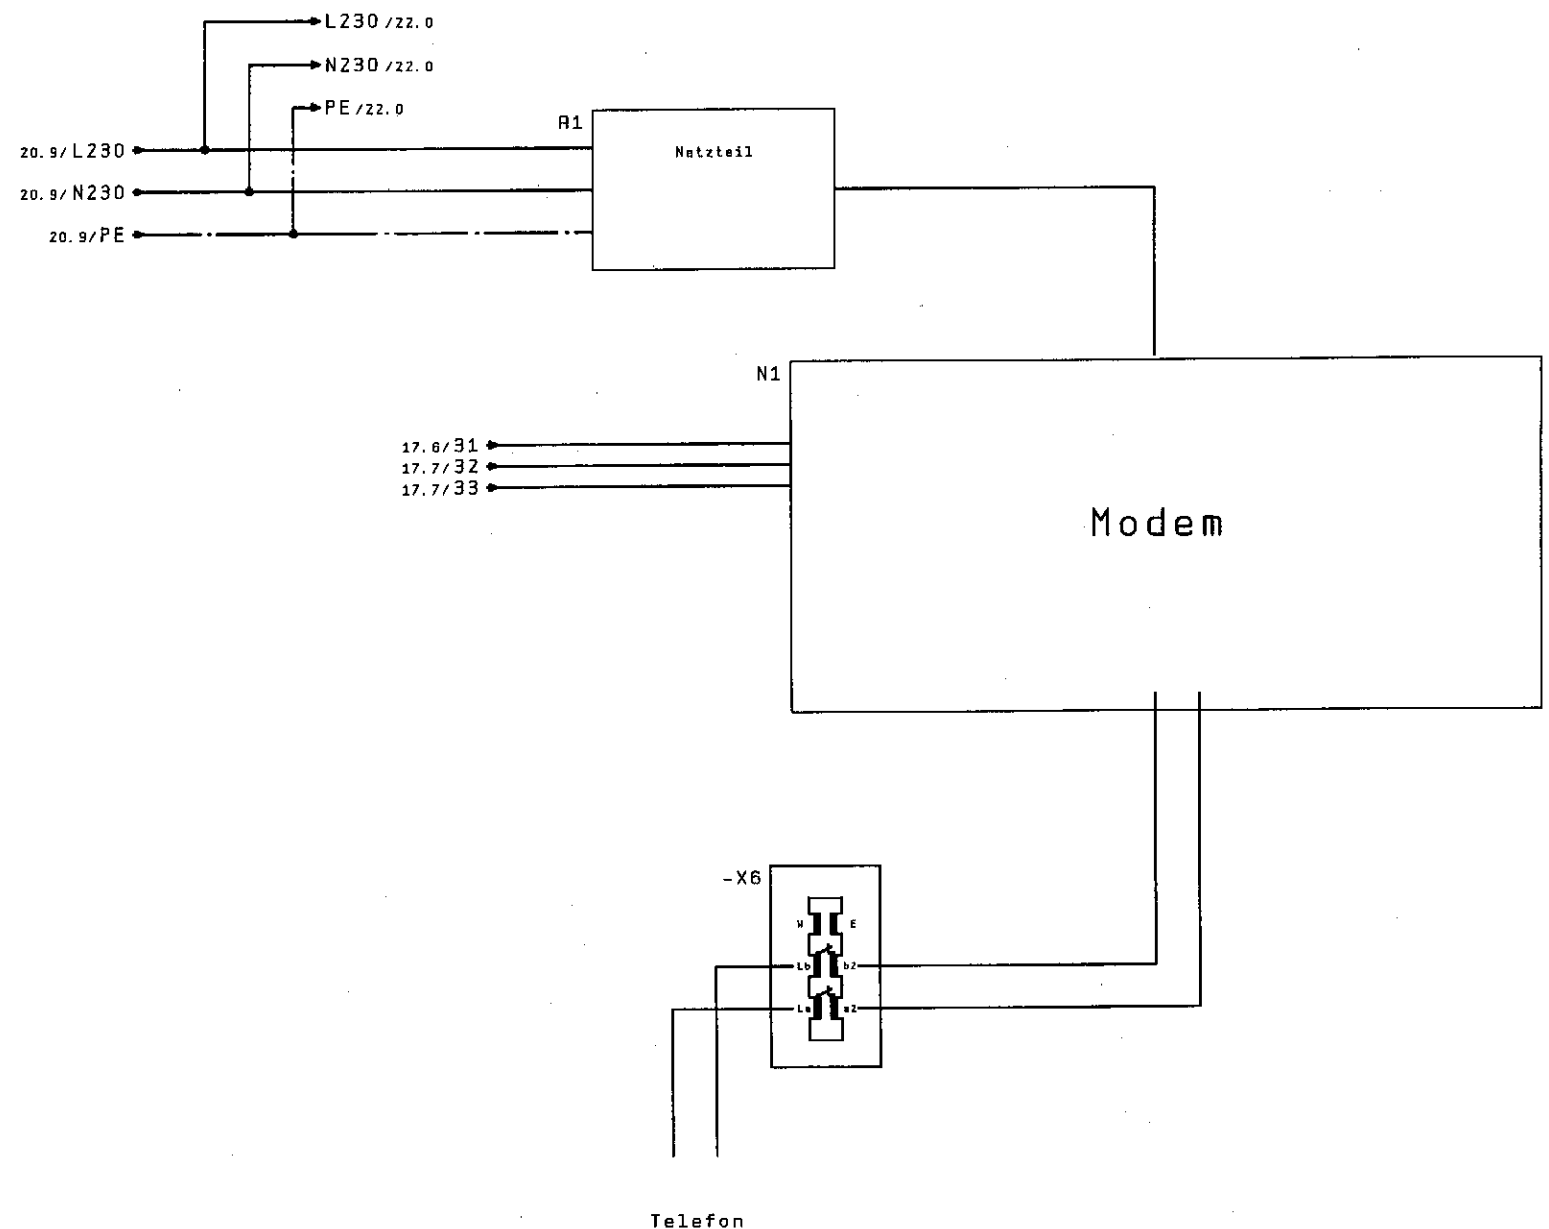 L230 /22.0
N230 /22.0
PE /22.0
A1
Netzteil
20.9/ L230
20.9/ N230
20.9/ PE
N1
17.6/ 31
17.7/ 32
17.7/ 33
Modem
-X6
W E
Lb b2
La a2
Telefon